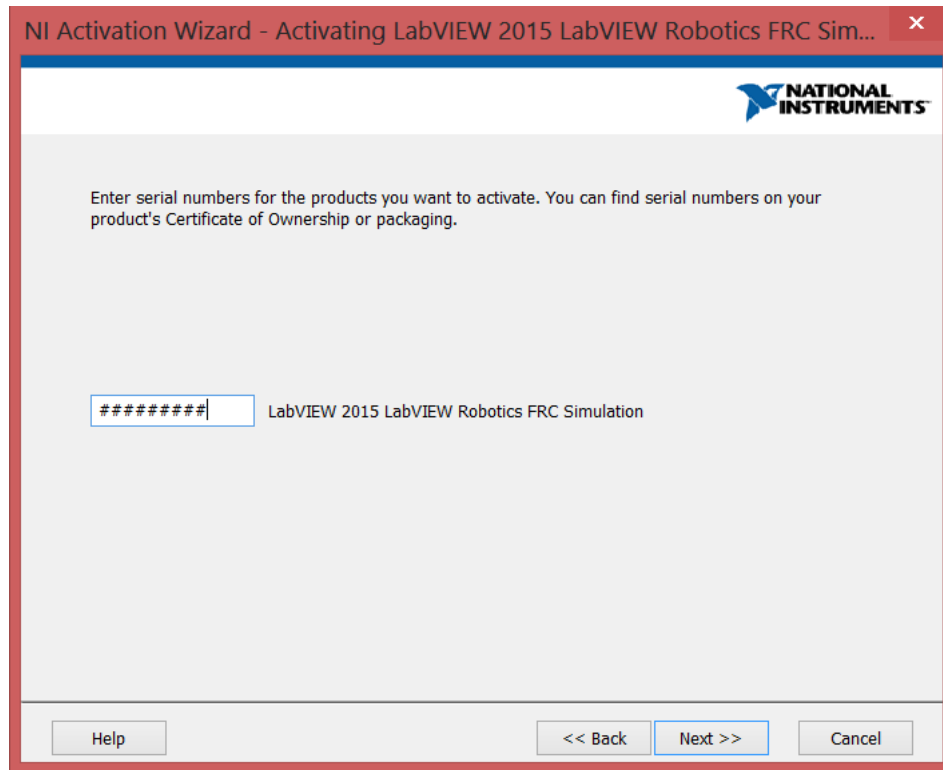 NI Activation Wizard - Activating LabVIEW 2015 LabVIEW Robotics FRC Sim...
NATIONAL
INSTRUMENTS
Enter serial numbers for the products you want to activate. You can find serial numbers on your
product's Certificate of Ownership or packaging.
######### LabVIEW 2015 LabVIEW Robotics FRC Simulation
Help << Back Next >> Cancel